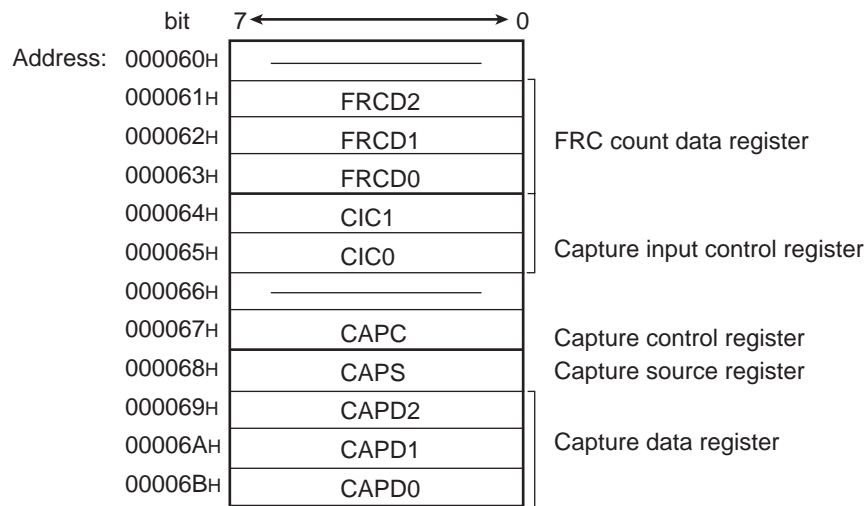 bit 7 0
Address: 000060H
000061H FRCD2
000062H FRCD1 FRC count data register
000063H FRCD0
000064H CIC1
000065H CIC0 Capture input control register
000066H
000067H CAPC Capture control register
000068H CAPS Capture source register
000069H CAPD2
00006AH CAPD1 Capture data register
00006BH CAPD0